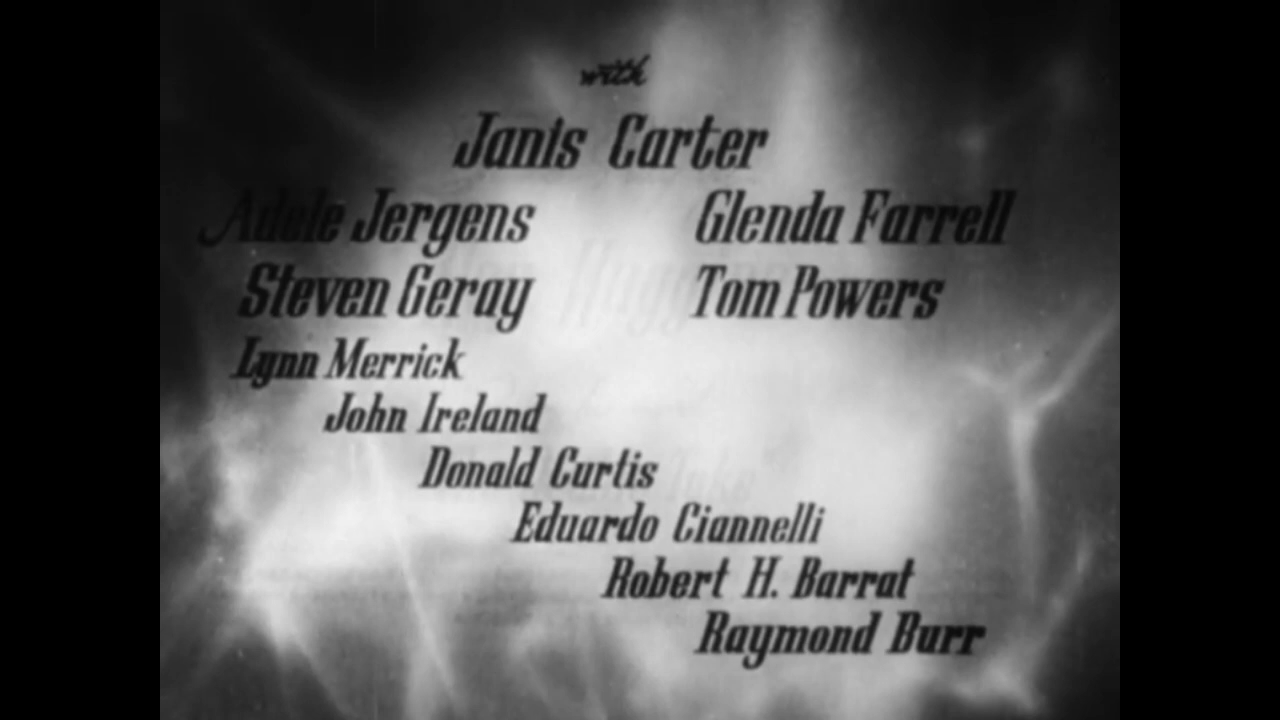 with
Janis Carter
Adele Jergens Glenda Farrell
Steven Geray Tom Powers
Lynn Merrick
John Ireland
Donald Curtis
Eduardo Ciannelli
Robert H. Barrat
Raymond Burr